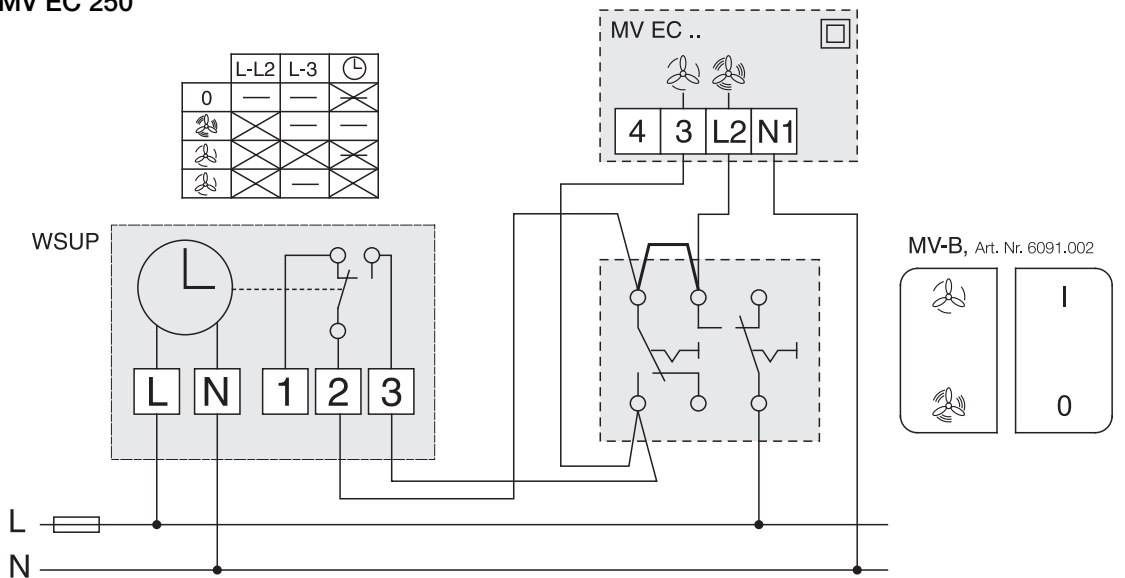 MV EC 250
MV EC ..
L-L2 L-3
0
4 3 L2 N1
WSUP
MV-B, Art. Nr. 6091.002
I
0
L N 1 2 3
L
N